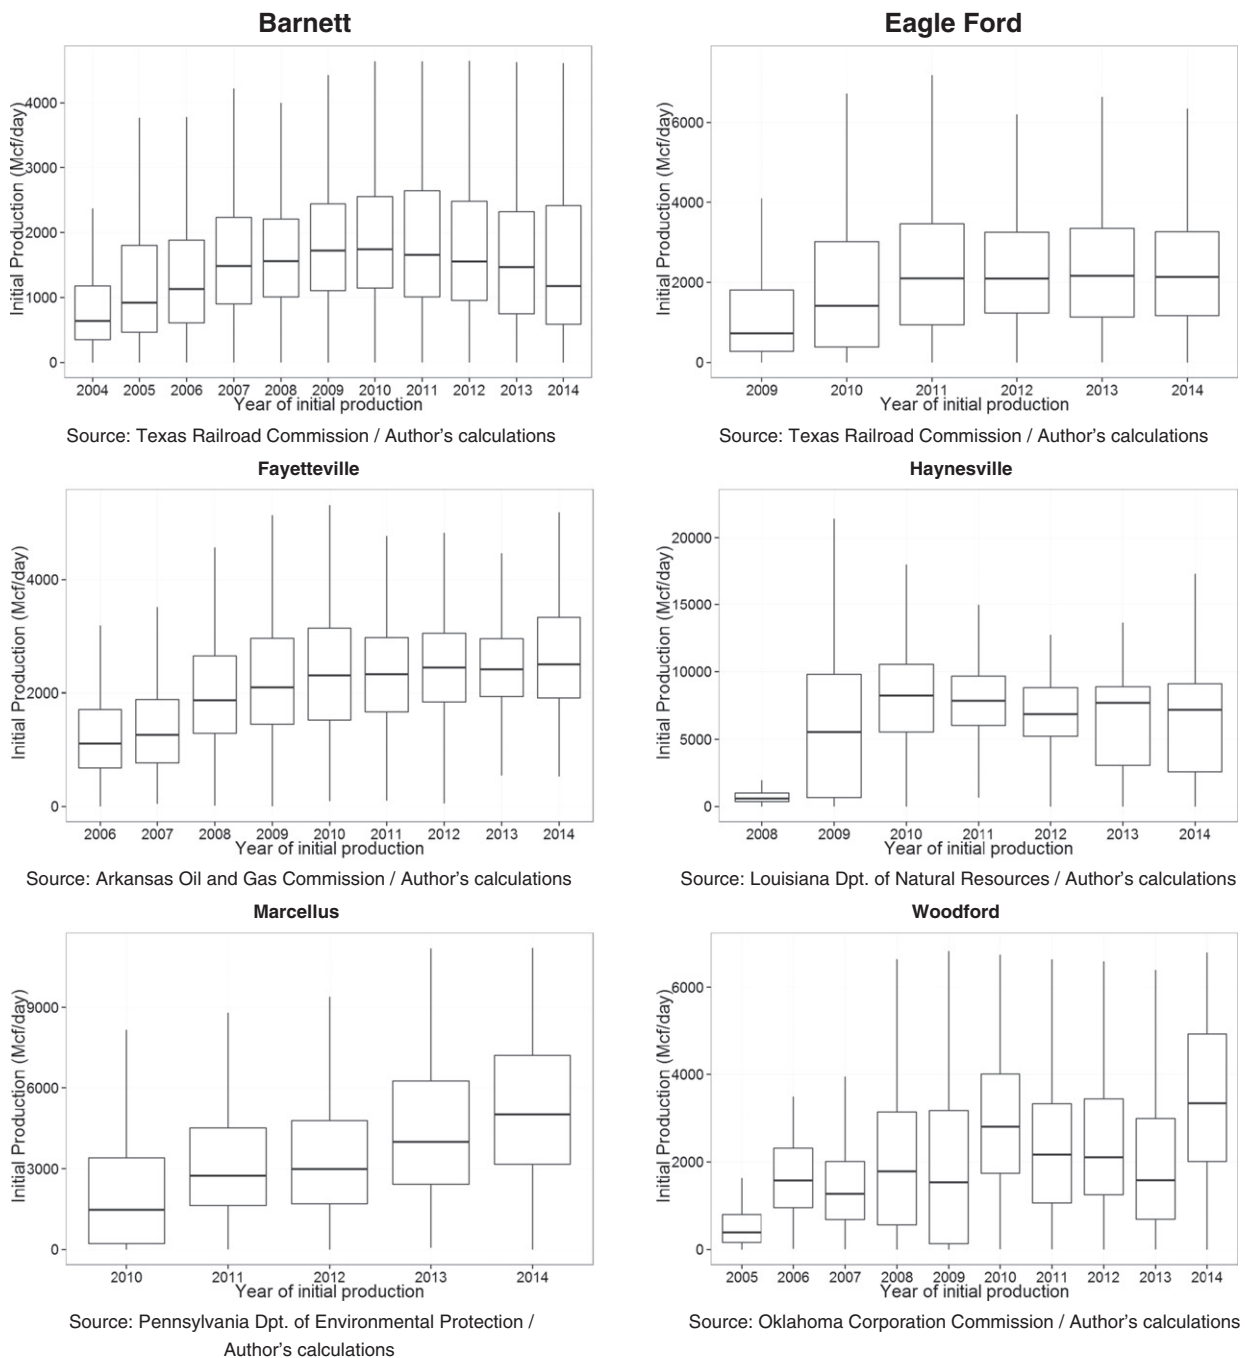 Barnett
Initial Production (Mcf/day)
4000
3000
2000
1000
0
2004 2005 2006 2007 2008 2009 2010 2011 2012 2013 2014
Year of initial production
Source: Texas Railroad Commission / Author's calculations
Eagle Ford
Initial Production (Mcf/day)
6000
4000
2000
0
2009 2010 2011 2012 2013 2014
Year of initial production
Source: Texas Railroad Commission / Author's calculations
Fayetteville
Initial Production (Mcf/day)
4000
2000
0
2006 2007 2008 2009 2010 2011 2012 2013 2014
Year of initial production
Source: Arkansas Oil and Gas Commission / Author's calculations
Haynesville
Initial Production (Mcf/day)
20000
15000
10000
5000
0
2008 2009 2010 2011 2012 2013 2014
Year of initial production
Source: Louisiana Dpt. of Natural Resources / Author's calculations
Marcellus
Initial Production (Mcf/day)
9000
6000
3000
0
2010 2011 2012 2013 2014
Year of initial production
Source: Pennsylvania Dpt. of Environmental Protection /
Author's calculations
Woodford
Initial Production (Mcf/day)
6000
4000
2000
0
2005 2006 2007 2008 2009 2010 2011 2012 2013 2014
Year of initial production
Source: Oklahoma Corporation Commission / Author's calculations